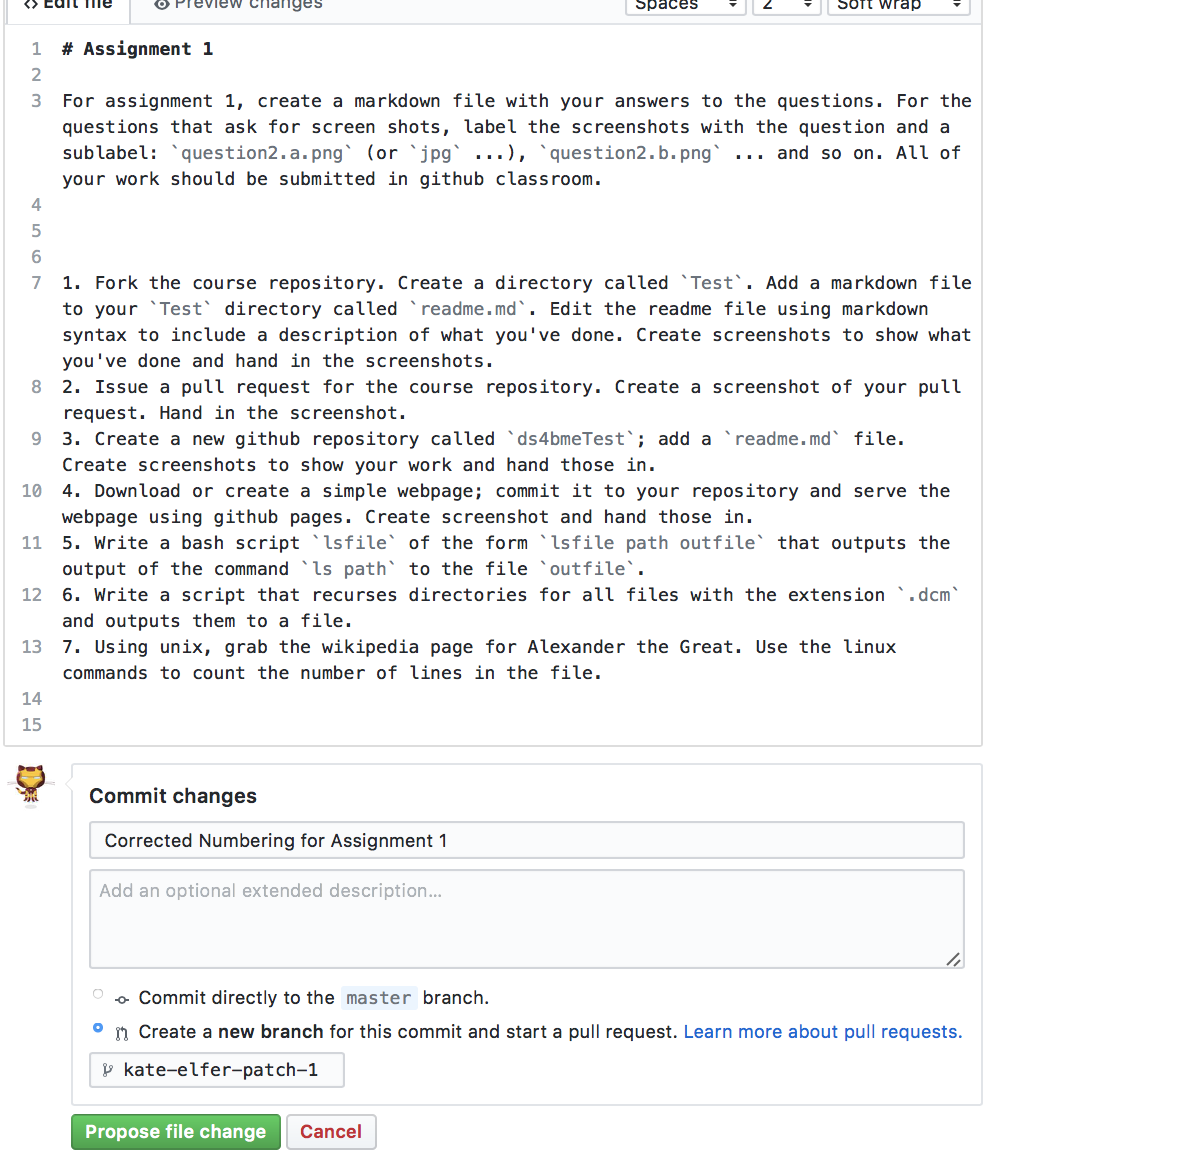 Edit file Preview changes Spaces 2 Soft wrap
1 # Assignment 1
2
3 For assignment 1, create a markdown file with your answers to the questions. For the
questions that ask for screen shots, label the screenshots with the question and a
sublabel: `question2.a.png` (or `jpg` ...), `question2.b.png` ... and so on. All of
your work should be submitted in github classroom.
4
5
6
7 1. Fork the course repository. Create a directory called `Test`. Add a markdown file
to your `Test` directory called `readme.md`. Edit the readme file using markdown
syntax to include a description of what you've done. Create screenshots to show what
you've done and hand in the screenshots.
8 2. Issue a pull request for the course repository. Create a screenshot of your pull
request. Hand in the screenshot.
9 3. Create a new github repository called `ds4bmeTest`; add a `readme.md` file.
Create screenshots to show your work and hand those in.
10 4. Download or create a simple webpage; commit it to your repository and serve the
webpage using github pages. Create screenshot and hand those in.
11 5. Write a bash script `lsfile` of the form `lsfile path outfile` that outputs the
output of the command `ls path` to the file `outfile`.
12 6. Write a script that recurses directories for all files with the extension `.dcm`
and outputs them to a file.
13 7. Using unix, grab the wikipedia page for Alexander the Great. Use the linux
commands to count the number of lines in the file.
14
15
Commit changes
Corrected Numbering for Assignment 1
Add an optional extended description...
Commit directly to the master branch.
Create a new branch for this commit and start a pull request. Learn more about pull requests.
kate-elfer-patch-1
Propose file change Cancel